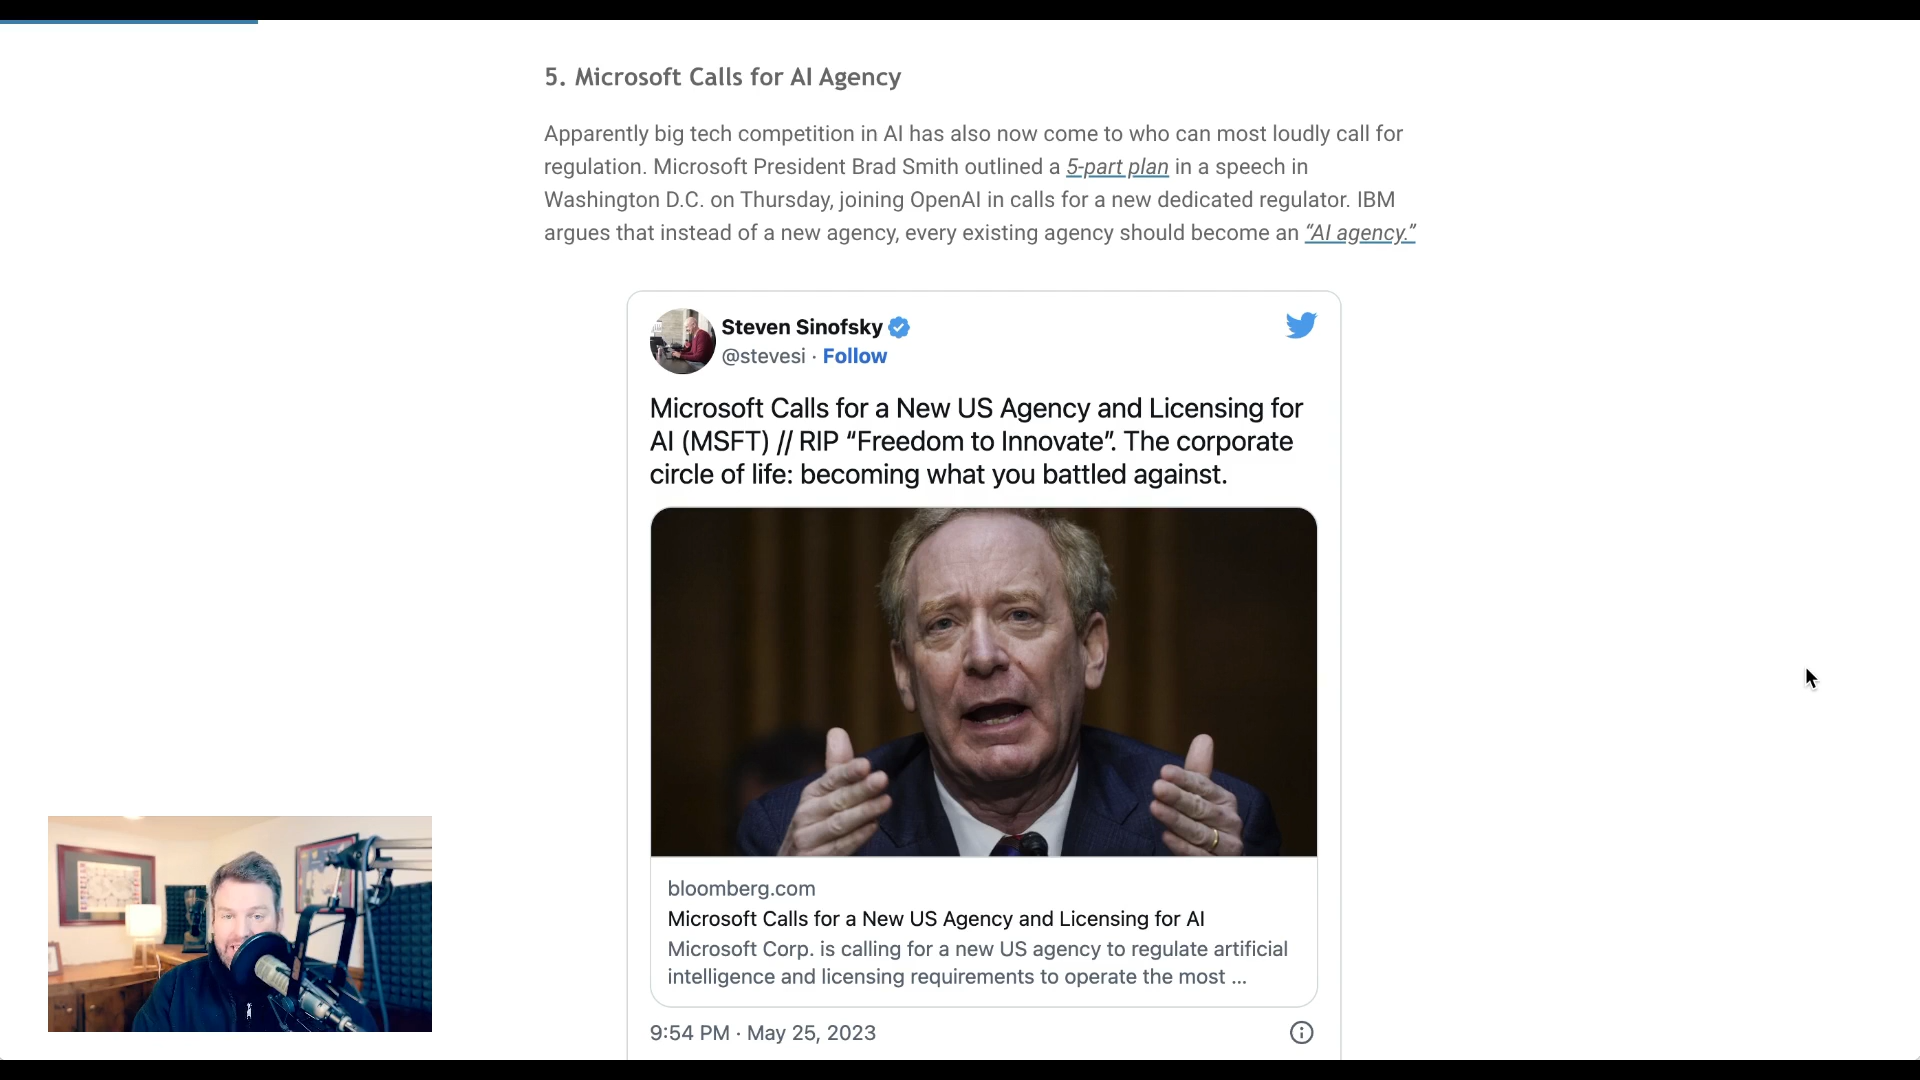 5. Microsoft Calls for AI Agency
Apparently big tech competition in AI has also now come to who can most loudly call for
regulation. Microsoft President Brad Smith outlined a 5-part plan in a speech in
Washington D.C. on Thursday, joining OpenAI in calls for a new dedicated regulator. IBM
argues that instead of a new agency, every existing agency should become an “AI agency.”
Steven Sinofsky
@stevesi · Follow
Microsoft Calls for a New US Agency and Licensing for
AI (MSFT) // RIP “Freedom to Innovate”. The corporate
circle of life: becoming what you battled against.
bloomberg.com
Microsoft Calls for a New US Agency and Licensing for AI
Microsoft Corp. is calling for a new US agency to regulate artificial
intelligence and licensing requirements to operate the most ...
9:54 PM · May 25, 2023